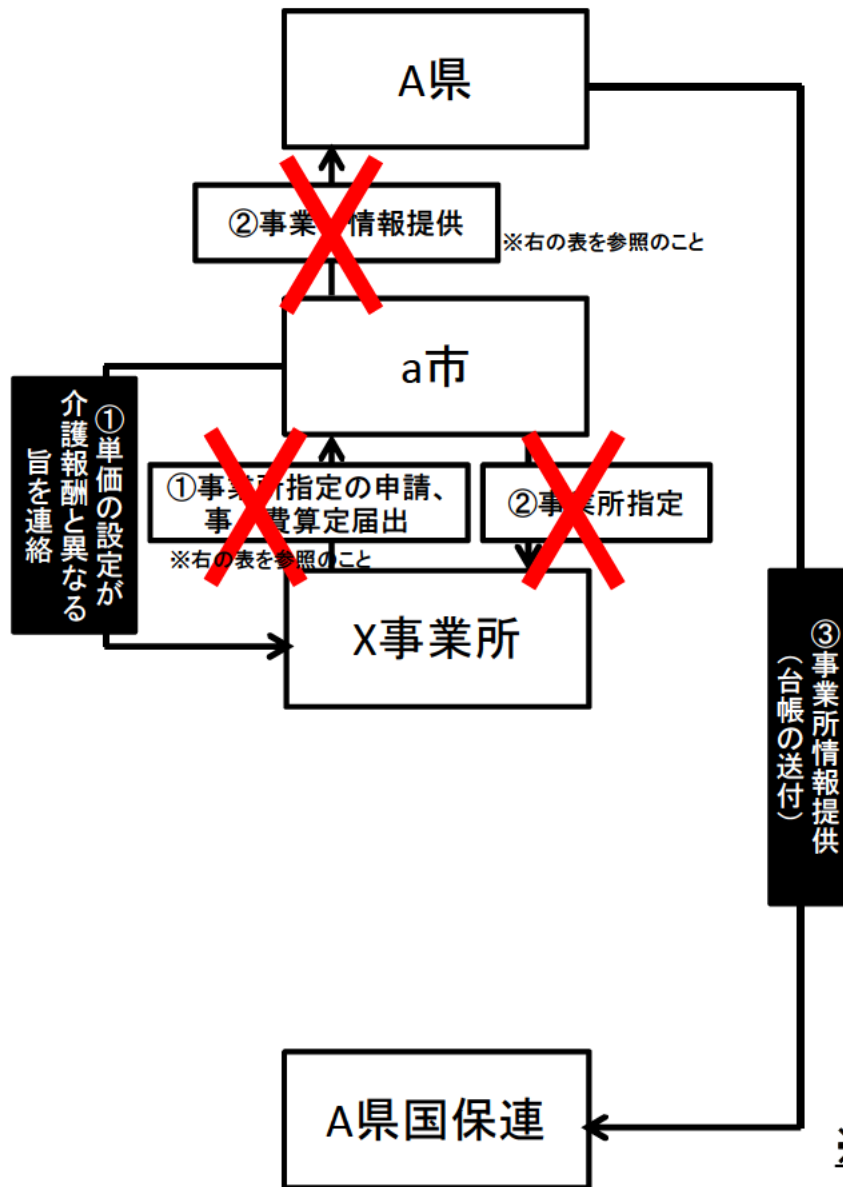 A県
②事業 情報提供
※右の表を参照のこと
a市
①単価の設定が
介護報酬と異なる
旨を連絡
①事業所指定の申請、
事 費算定届出
※右の表を参照のこと
②事業所指定
X事業所
③事業所情報提供
（台帳の送付）
A県国保連